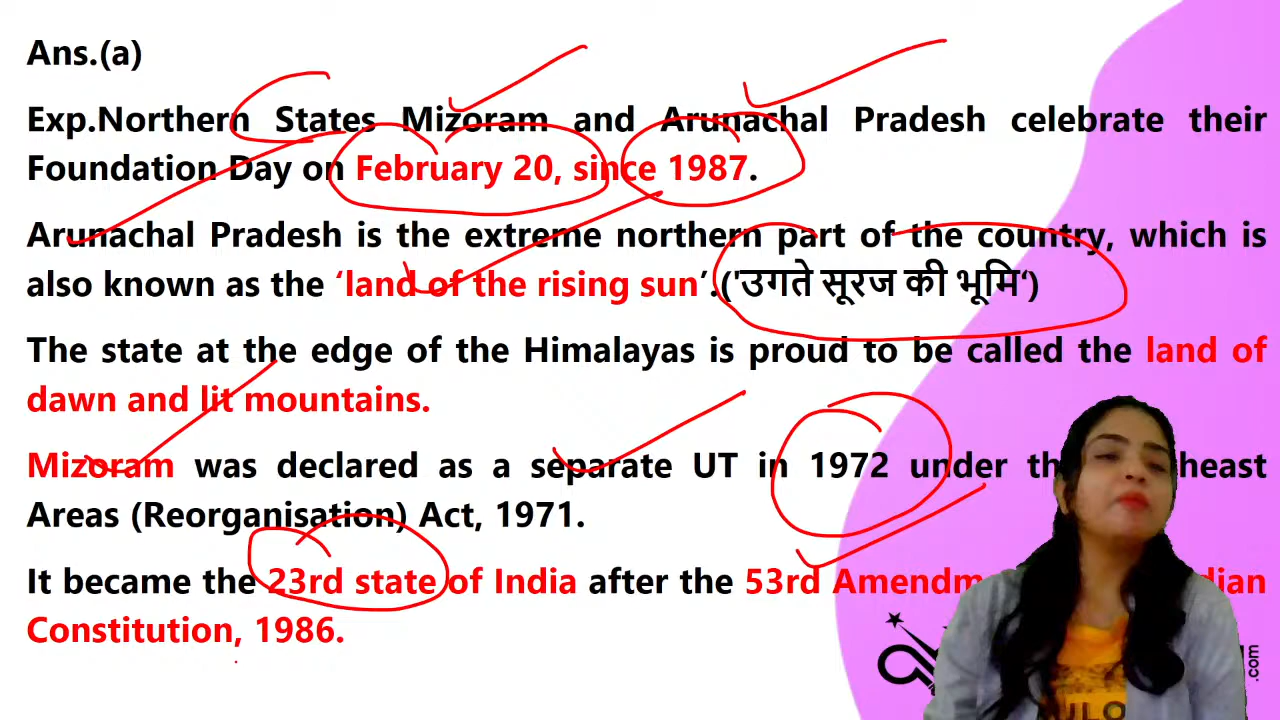 Ans.(a)
Exp.Northern States Mizoram and Arunachal Pradesh celebrate their
Foundation Day on February 20, since 1987.
Arunachal Pradesh is the extreme northern part of the country, which is
also known as the ‘land of the rising sun’.('उगते सूरज की भूमि‘)
The state at the edge of the Himalayas is proud to be called the land of
dawn and lit mountains.
Mizoram was declared as a separate UT in 1972 under
Areas (Reorganisation) Act, 1971.
It became the 23rd state of India after the 53rd
Constitution, 1986.
.com